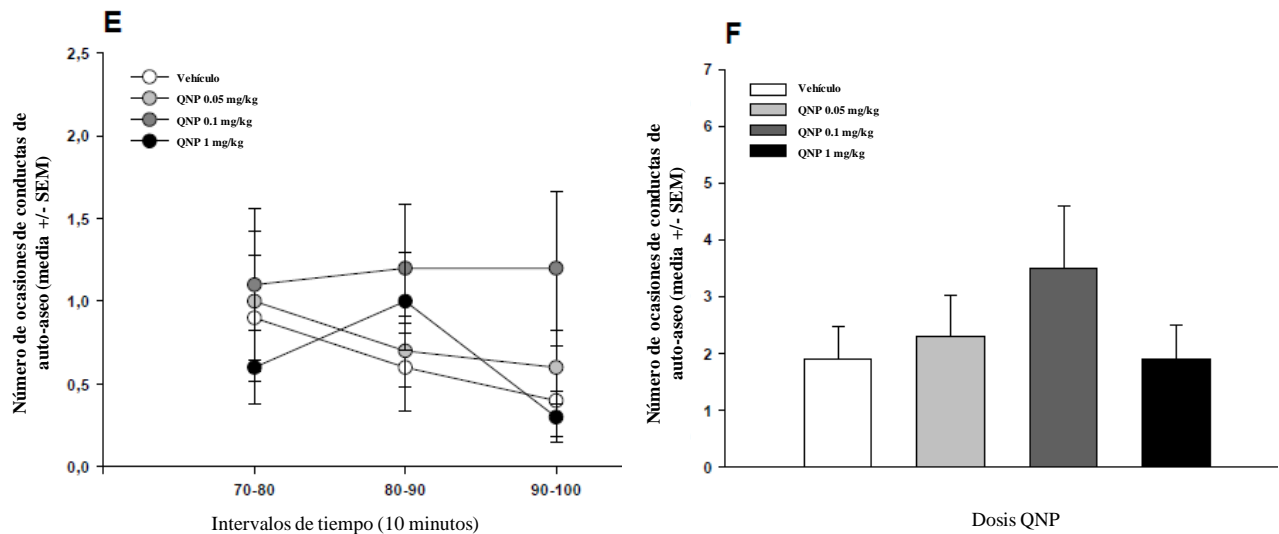 E
Número de ocasiones de conductas de
auto-aseo (media +/- SEM)
2,5
2,0
1,5
1,0
0,5
0,0
Vehículo
QNP 0.05 mg/kg
QNP 0.1 mg/kg
QNP 1 mg/kg
70-80
80-90
90-100
Intervalos de tiempo (10 minutos)
F
Número de ocasiones de conductas de
auto-aseo (media +/- SEM)
7
6
5
4
3
2
1
0
Vehículo
QNP 0.05 mg/kg
QNP 0.1 mg/kg
QNP 1 mg/kg
Dosis QNP